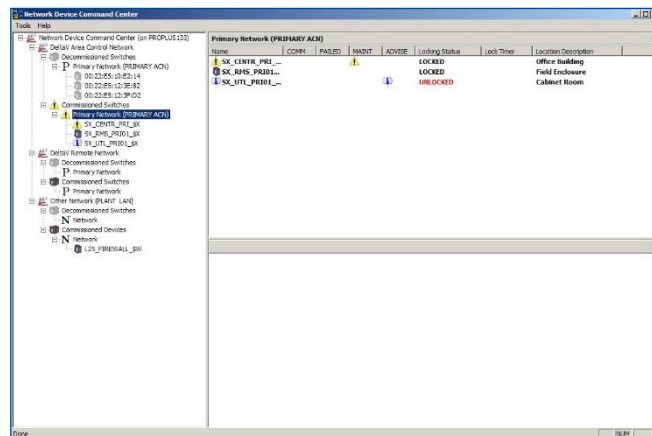 Network Device Command Center
Tools Help
Network Device Command Center (on PROPLUS133)
DeltaV Area Control Network
Decommissioned Switches
P Primary Network (PRIMARY ACN)
00:22:E5:10:E2:14
00:22:E5:12:3E:82
00:22:E5:12:3F:D2
Commissioned Switches
Primary Network (PRIMARY ACN)
SX_CENTR_PRI_$X
SX_RMS_PRI01_$X
SX_UTL_PRI01_$X
DeltaV Remote Network
Decommissioned Switches
P Primary Network
Commissioned Switches
P Primary Network
Other Network (PLANT LAN)
Decommissioned Switches
N Network
Commissioned Devices
N Network
L25_FIREWALL_$W
Primary Network (PRIMARY ACN)
Name COMM FAILED MAINT ADVISE Locking Status Lock Timer Location Description
SX_CENTR_PRI_... LOCKED Office Building
SX_RMS_PRI01... LOCKED Field Enclosure
SX_UTL_PRI01_... UNLOCKED Cabinet Room
Done NUM